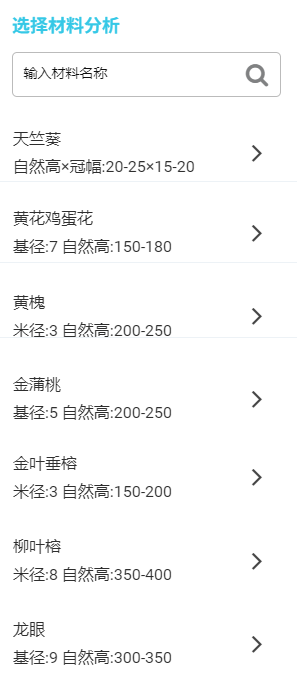 选择材料分析
输入材料名称
天竺葵
自然高×冠幅:20-25×15-20
黄花鸡蛋花
基径:7 自然高:150-180
黄槐
米径:3 自然高:200-250
金蒲桃
基径:5 自然高:200-250
金叶垂榕
米径:3 自然高:150-200
柳叶榕
米径:8 自然高:350-400
龙眼
基径:9 自然高:300-350